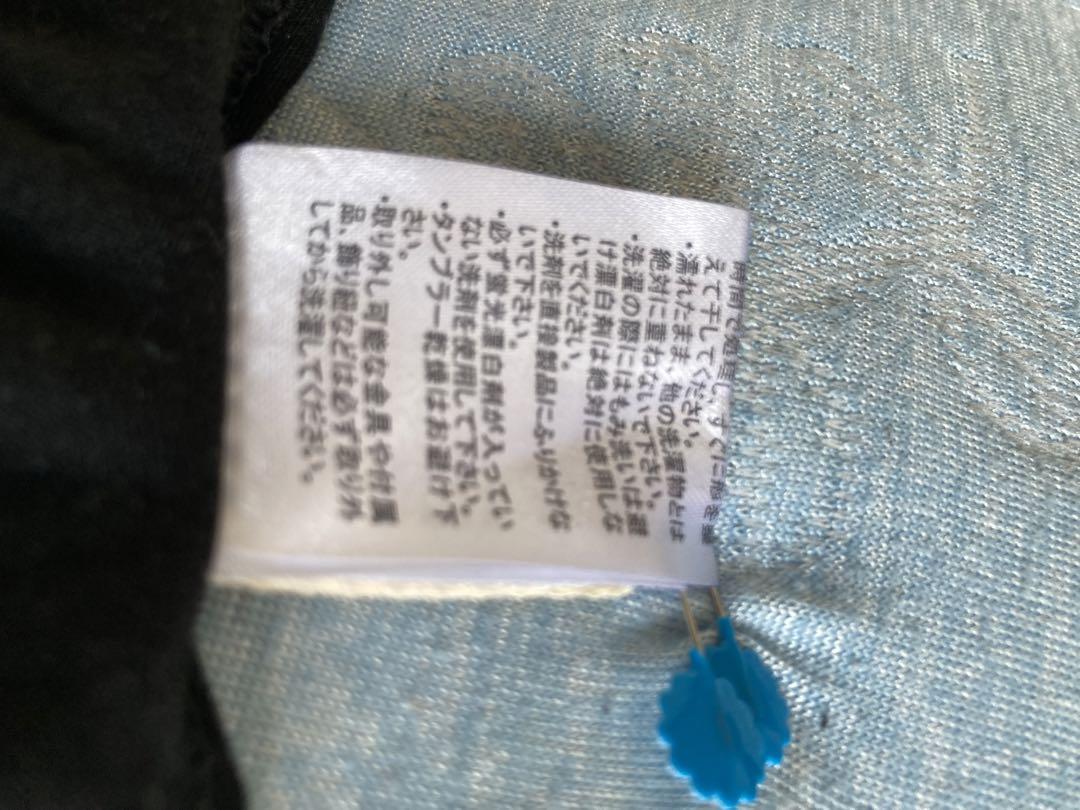 時間で処理し、すぐに形を整
えて干してください。
・濡れたまま、他の洗濯物とは
絶対に重ねないで下さい。
・洗濯の際にはもみ洗いは避
け漂白剤は絶対に使用しな
いでください。
・洗剤を直接製品にふりかけな
いで下さい。
・必ず蛍光漂白剤が入ってい
ない洗剤を使用して下さい。
・タンブラー乾燥はお避け下
さい。
・取り外し可能な金具や付属
品、飾り紐などは必ず取り外
してから洗濯してください。